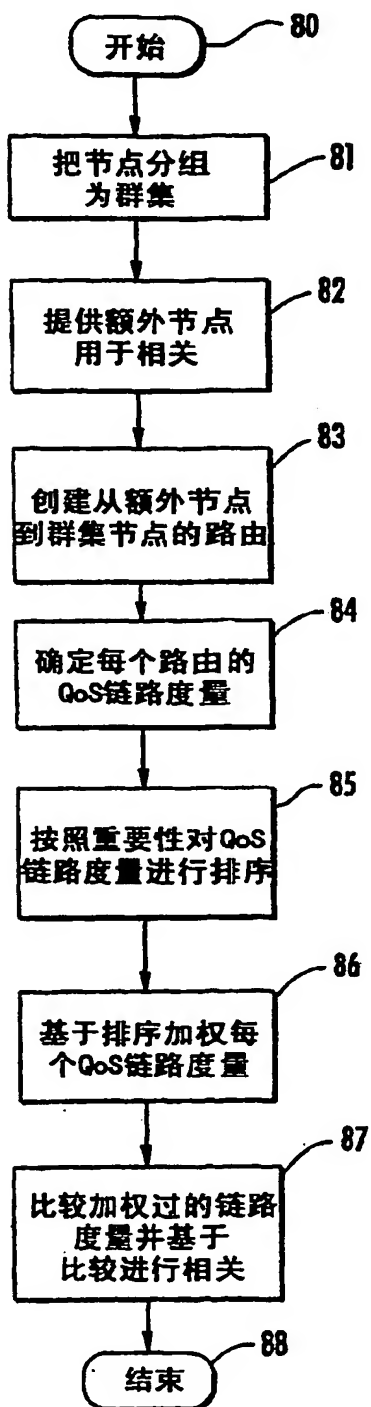 开始
80
把节点分组
为群集
81
提供额外节点
用于相关
82
创建从额外节点
到群集节点的路由
83
确定每个路由的
QoS链路度量
84
按照重要性对QoS
链路度量进行排序
85
基于排序加权每
个QoS链路度量
86
比较加权过的链路
度量并基于
比较进行相关
87
结束
88